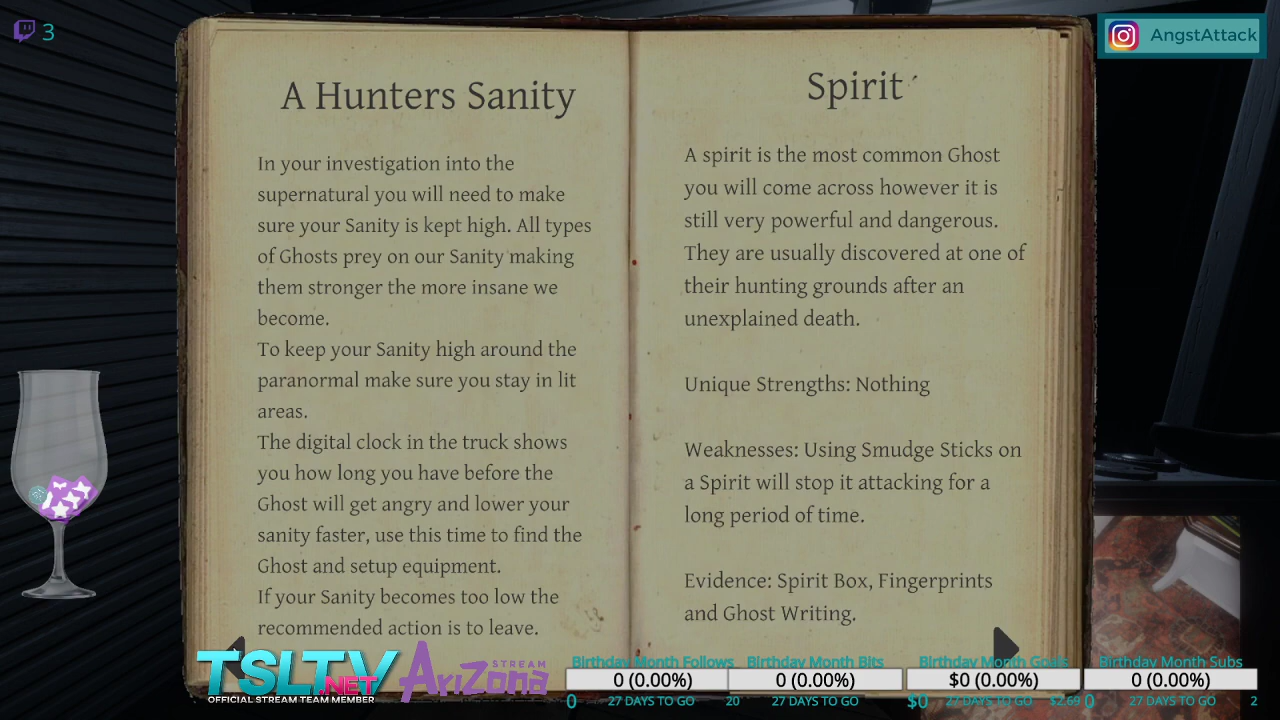 3
AngstAttack
A Hunters Sanity
In your investigation into the
supernatural you will need to make
sure your Sanity is kept high. All types
of Ghosts prey on our Sanity making
them stronger the more insane we
become.
To keep your Sanity high around the
paranormal make sure you stay in lit
areas.
The digital clock in the truck shows
you how long you have before the
Ghost will get angry and lower your
sanity faster, use this time to find the
Ghost and setup equipment.
If your Sanity becomes too low the
recommended action is to leave.
Spirit
A spirit is the most common Ghost
you will come across however it is
still very powerful and dangerous.
They are usually discovered at one of
their hunting grounds after an
unexplained death.
Unique Strengths: Nothing
Weaknesses: Using Smudge Sticks on
a Spirit will stop it attacking for a
long period of time.
Evidence: Spirit Box, Fingerprints
and Ghost Writing.
TSLTV
.NET
OFFICIAL STREAM TEAM MEMBER
STREAM
ARiZona
Birthday Month Follows
0 (0.00%)
0 27 DAYS TO GO 20
Birthday Month Bits
0 (0.00%)
27 DAYS TO GO
Birthday Month Goals
$0 (0.00%)
$0 27 DAYS TO GO $2.69
Birthday Month Subs
0 (0.00%)
0 27 DAYS TO GO 2